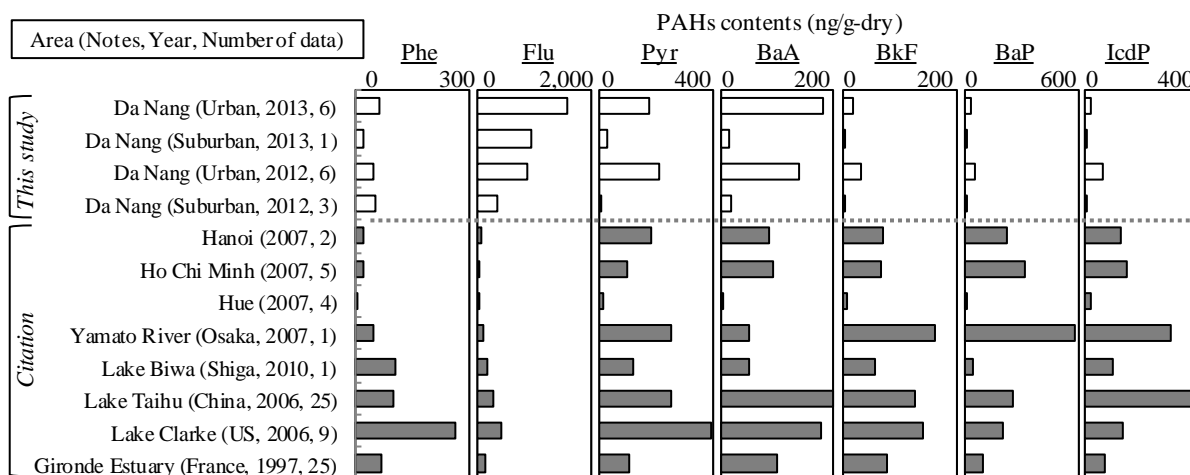 PAHs contents (ng/g-dry)
Area (Notes, Year, Number of data)
Phe Flu Pyr BaA BkF BaP IcdP
0 300 0 2,000 0 400 0 200 0 200 0 600 0 400
This study
Da Nang (Urban, 2013, 6)
Da Nang (Suburban, 2013, 1)
Da Nang (Urban, 2012, 6)
Da Nang (Suburban, 2012, 3)
Citation
Hanoi (2007, 2)
Ho Chi Minh (2007, 5)
Hue (2007, 4)
Yamato River (Osaka, 2007, 1)
Lake Biwa (Shiga, 2010, 1)
Lake Taihu (China, 2006, 25)
Lake Clarke (US, 2006, 9)
Gironde Estuary (France, 1997, 25)